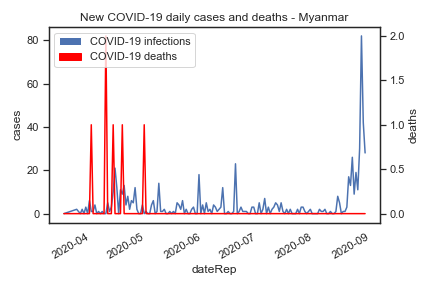 New COVID-19 daily cases and deaths - Myanmar
COVID-19 infections
COVID-19 deaths
80
60
40
20
0
cases
2.0
1.5
1.0
0.5
0.0
deaths
2020-04
2020-05
2020-06
2020-07
2020-08
2020-09
dateRep